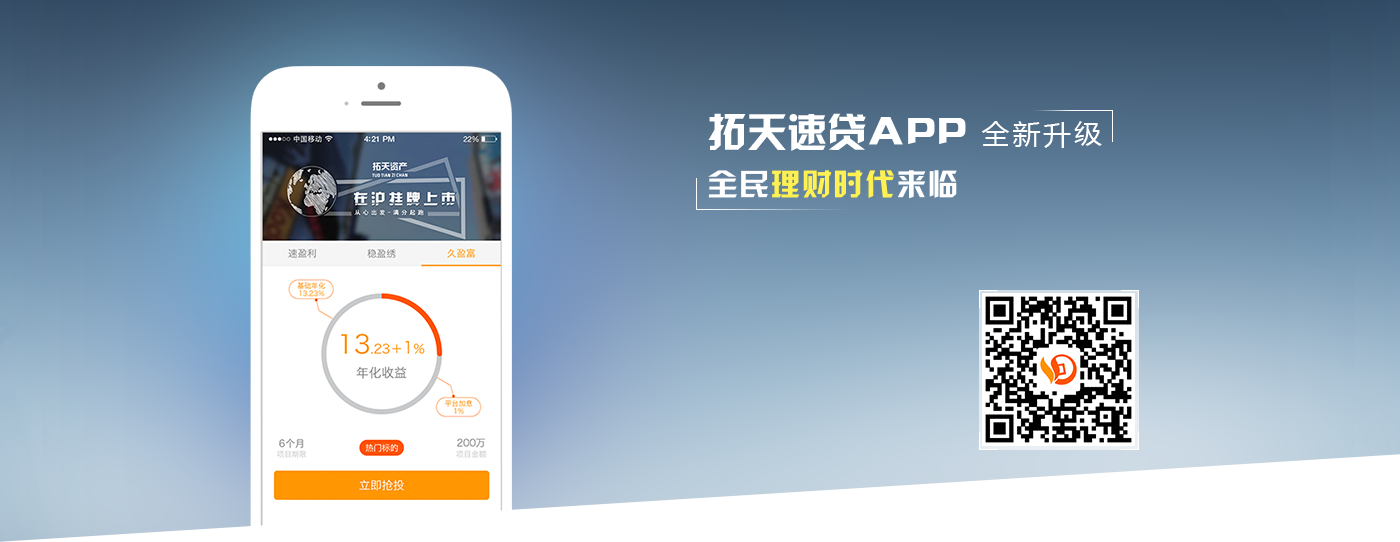 中国移动
4:21 PM
22%
拓天资产
TUO TIAN ZI CHAN
在沪挂牌上市
从心出发-满分起跑
速盈利
稳盈绣
久盈富
基础年化
13.23%
13.23+1%
年化收益
平台加息
1%
6个月
项目期限
热门标的
200万
项目金额
立即抢投
拓天速贷APP 全新升级
全民理财时代来临